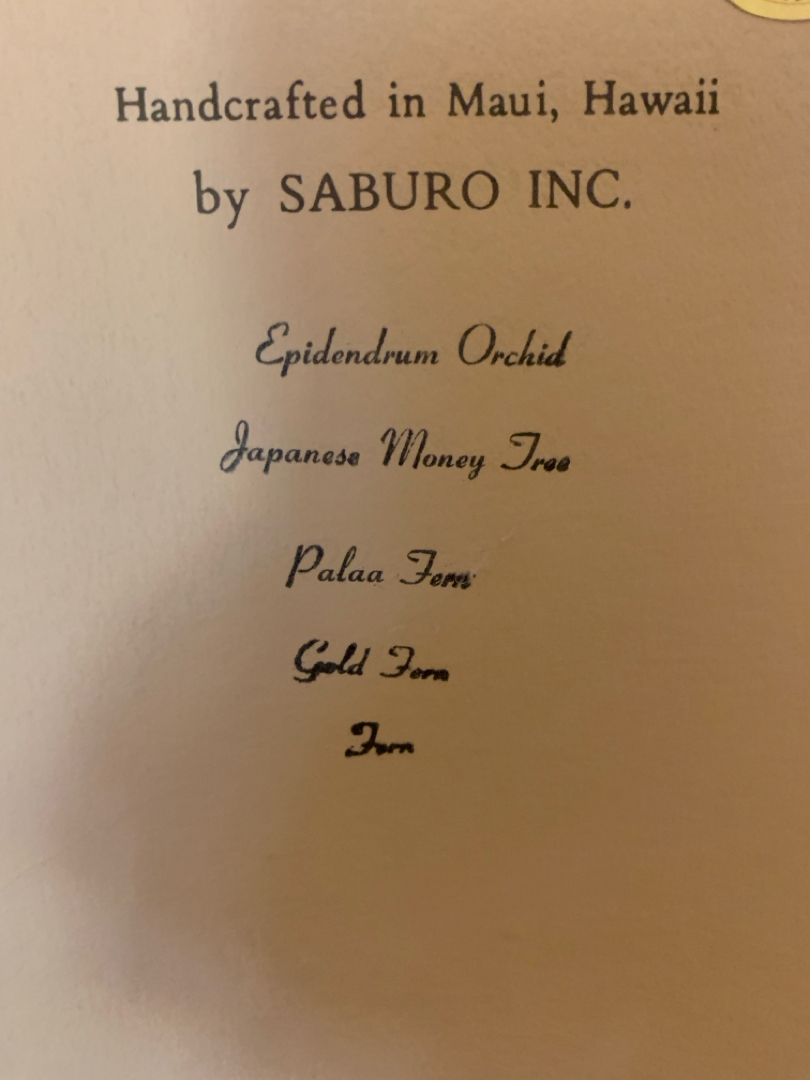 Handcrafted in Maui, Hawaii
by SABURO INC.
Epidendrum Orchid
Japanese Money Tree
Palaa Fern
Gold Fern
Fern